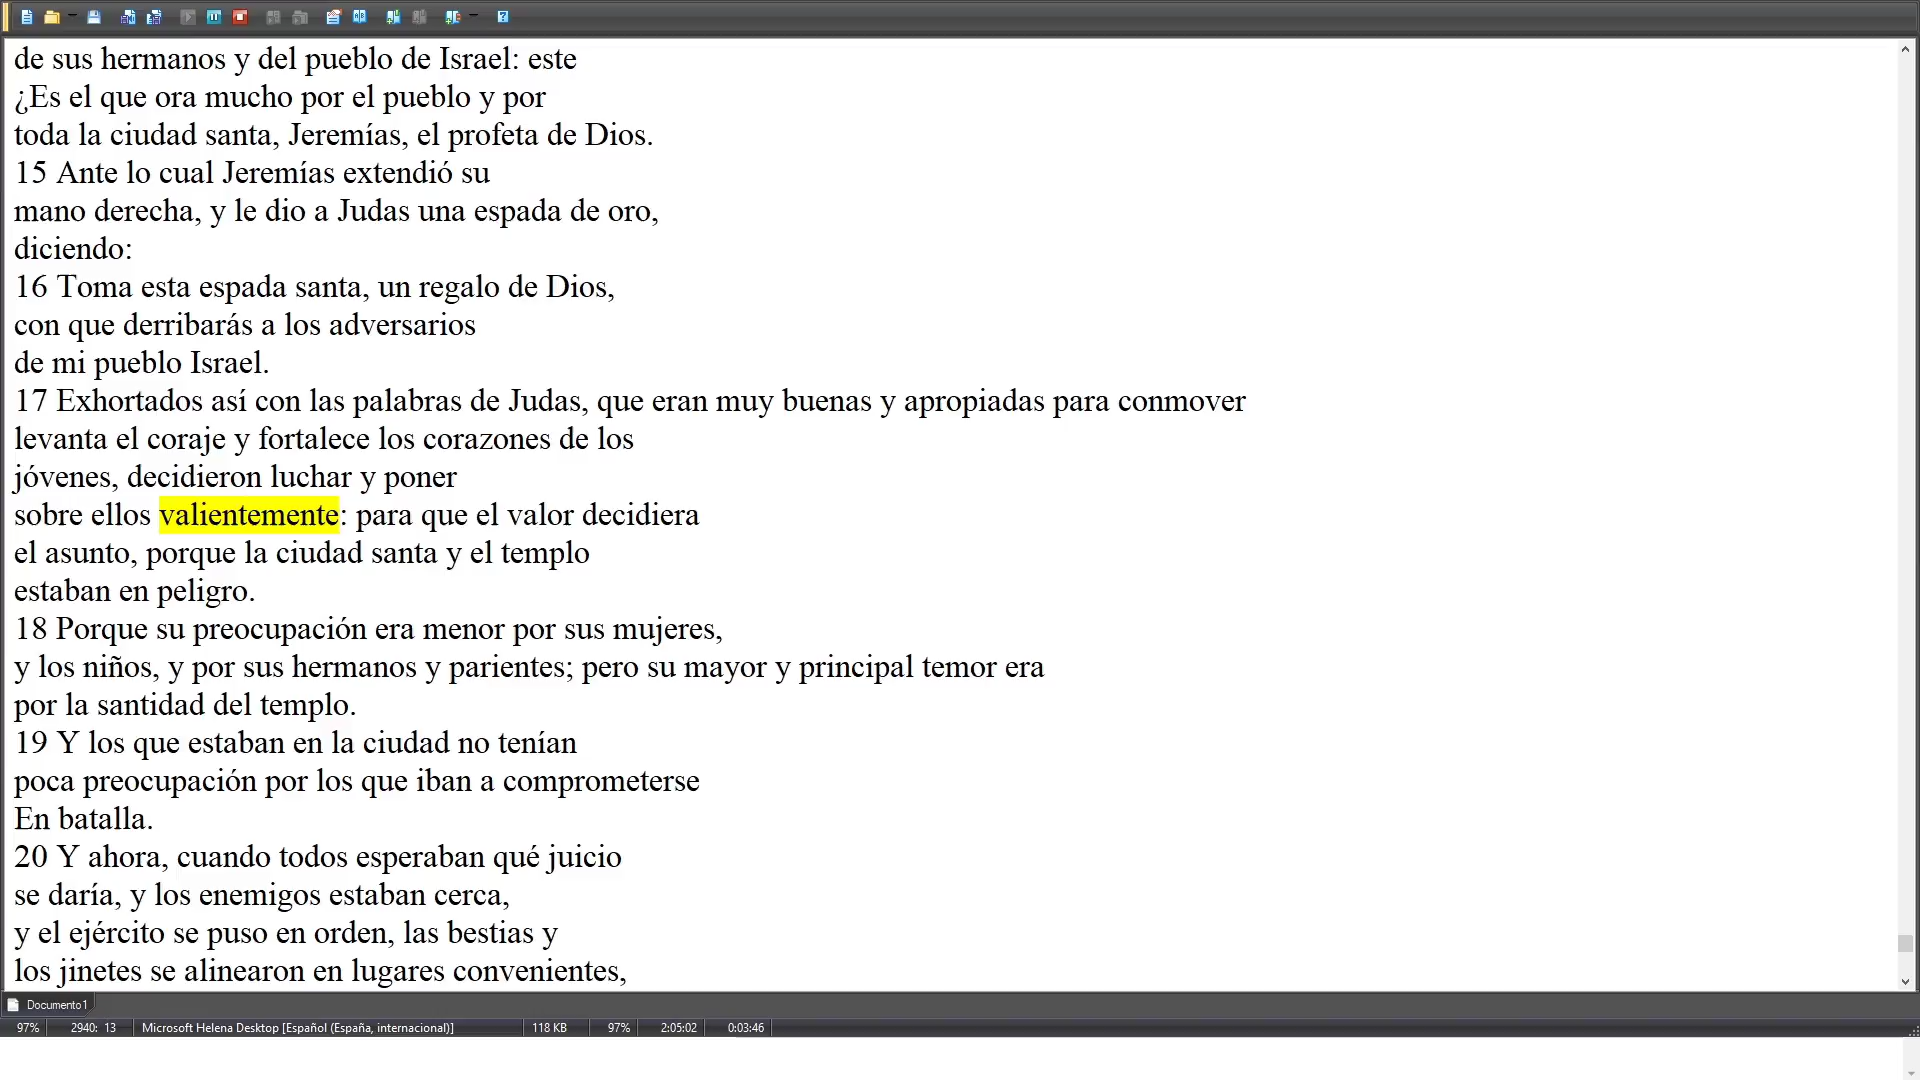 de sus hermanos y del pueblo de Israel: este
¿Es el que ora mucho por el pueblo y por
toda la ciudad santa, Jeremías, el profeta de Dios.
15 Ante lo cual Jeremías extendió su
mano derecha, y le dio a Judas una espada de oro,
diciendo:
16 Toma esta espada santa, un regalo de Dios,
con que derribarás a los adversarios
de mi pueblo Israel.
17 Exhortados así con las palabras de Judas, que eran muy buenas y apropiadas para conmover
levanta el coraje y fortalece los corazones de los
jóvenes, decidieron luchar y poner
sobre ellos valientemente: para que el valor decidiera
el asunto, porque la ciudad santa y el templo
estaban en peligro.
18 Porque su preocupación era menor por sus mujeres,
y los niños, y por sus hermanos y parientes; pero su mayor y principal temor era
por la santidad del templo.
19 Y los que estaban en la ciudad no tenían
poca preocupación por los que iban a comprometerse
En batalla.
20 Y ahora, cuando todos esperaban qué juicio
se daría, y los enemigos estaban cerca,
y el ejército se puso en orden, las bestias y
los jinetes se alinearon en lugares convenientes,
Documento1
97% 2940: 13 Microsoft Helena Desktop [Español (España, internacional)] 118 KB 97% 2:05:02 0:03:46